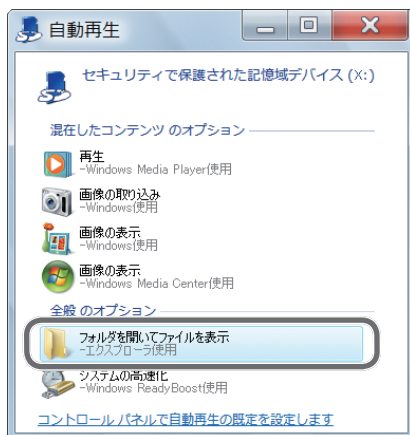 自動再生
セキュリティで保護された記憶域デバイス (X:)
混在したコンテンツ のオプション
再生
-Windows Media Player使用
画像の取り込み
-Windows使用
画像の表示
-Windows使用
画像の表示
-Windows Media Center使用
全般 のオプション
フォルダを開いてファイルを表示
-エクスプローラ使用
システムの高速化
-Windows ReadyBoost使用
コントロール パネルで自動再生の既定を設定します